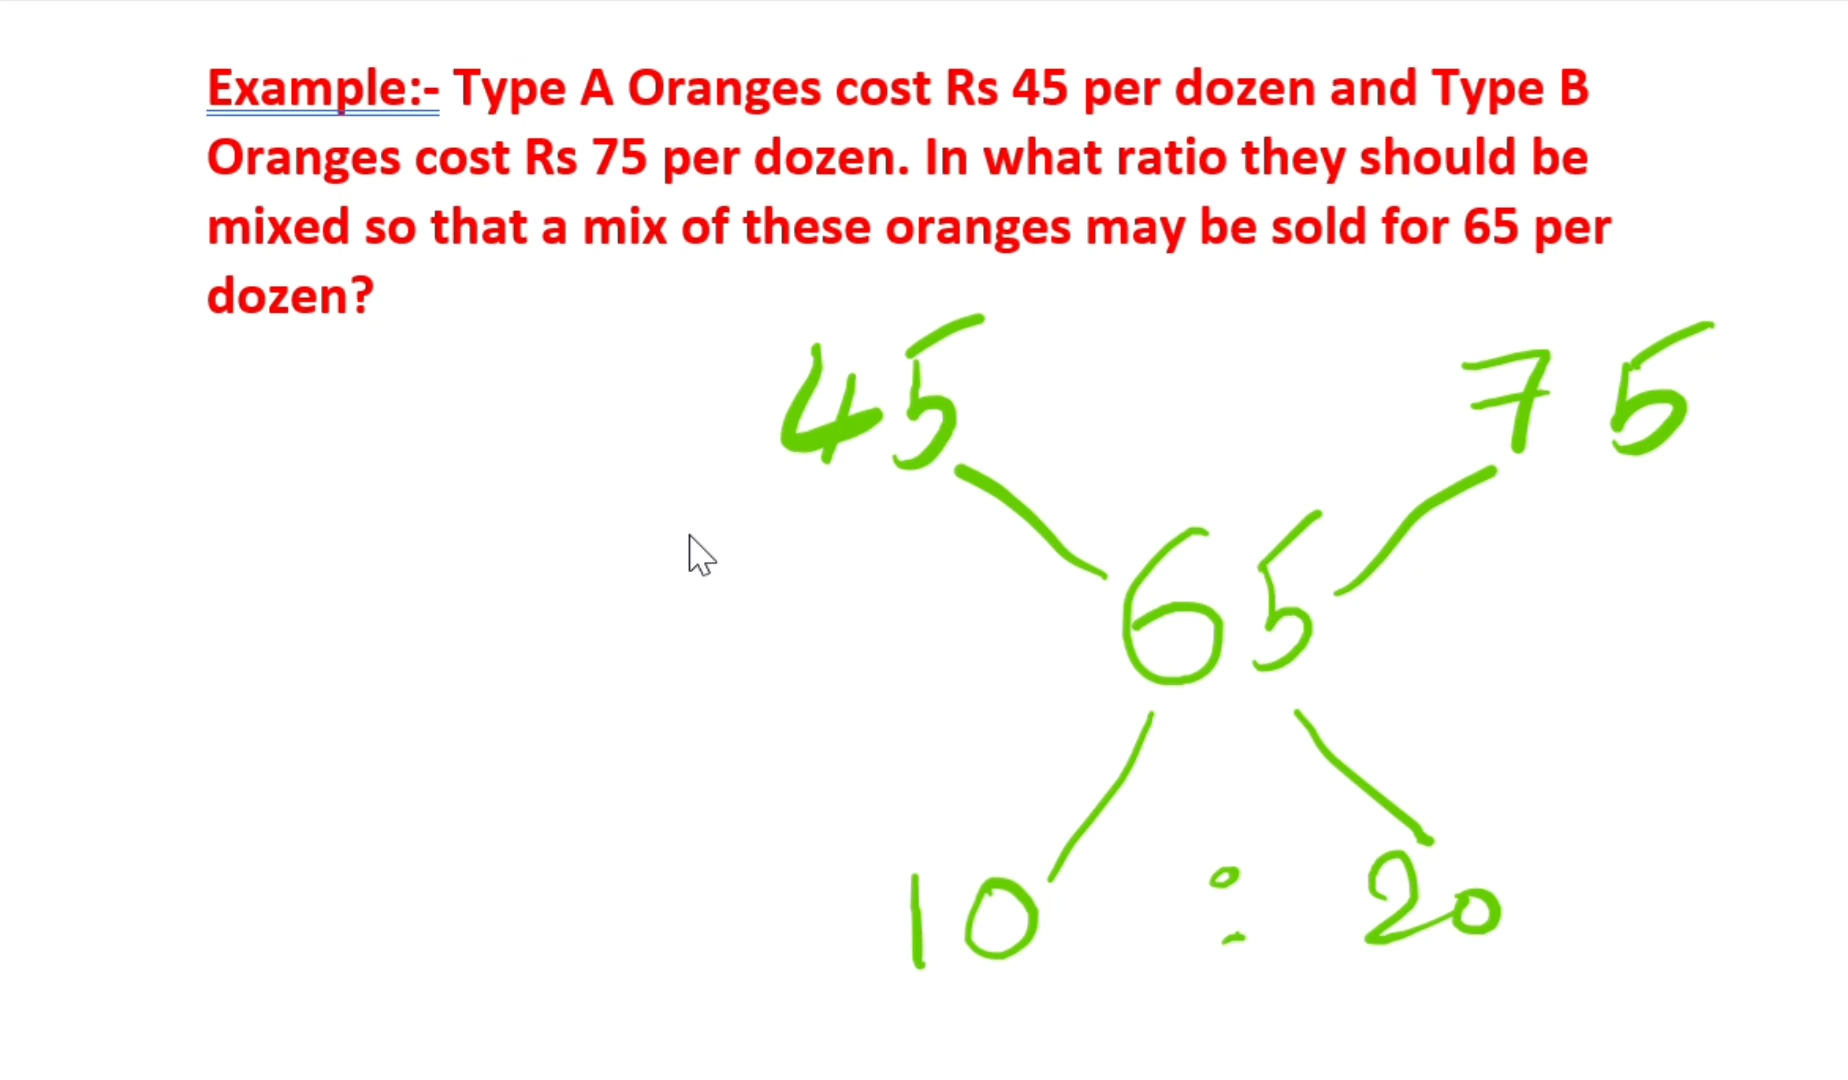 Example:- Type A Oranges cost Rs 45 per dozen and Type B
Oranges cost Rs 75 per dozen. In what ratio they should be
mixed so that a mix of these oranges may be sold for 65 per
dozen?
45 75
65
10 : 20